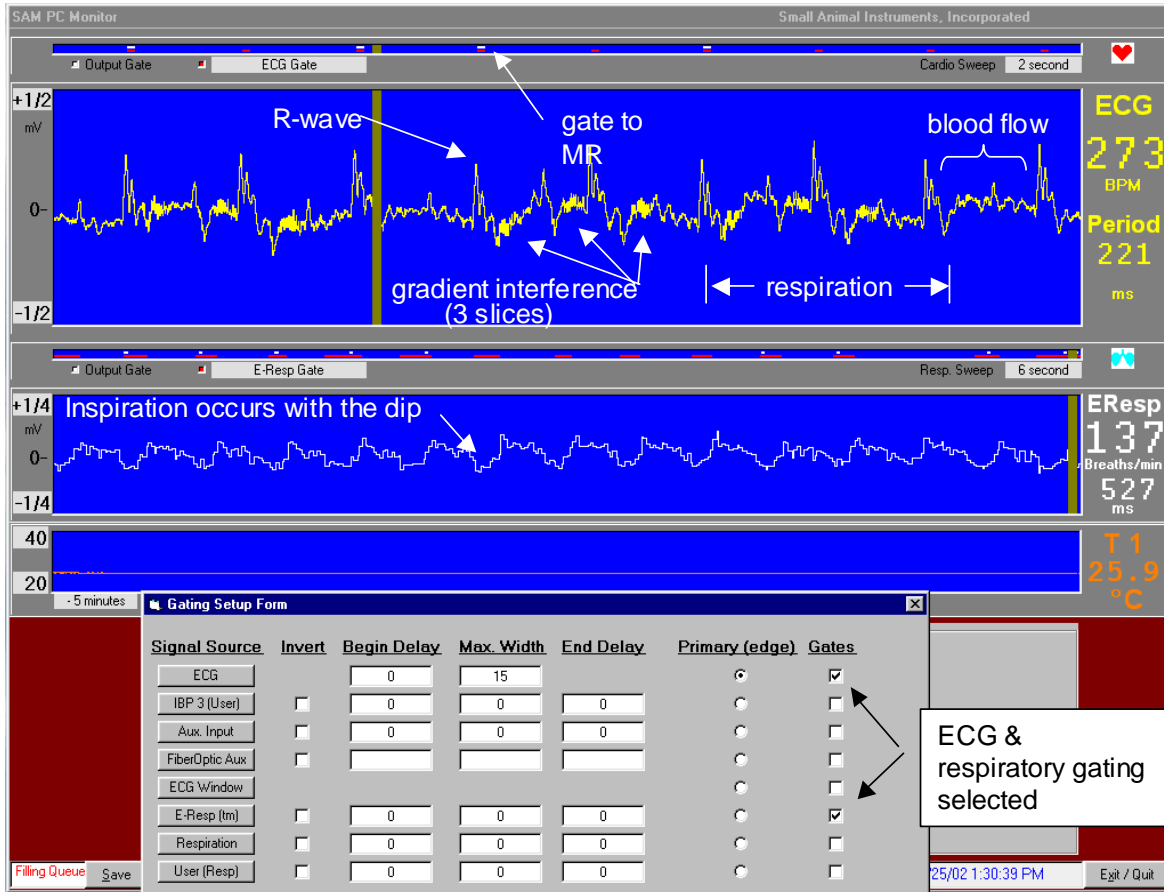 SAM PC Monitor Small Animal Instruments, Incorporated
Output Gate ECG Gate Cardio Sweep 2 second
+1/2
mV
0-
-1/2
R-wave
gate to
MR
blood flow
gradient interference
(3 slices)
respiration
ECG
273
BPM
Period
221
ms
Output Gate E-Resp Gate Resp. Sweep 6 second
+1/4
mV
0-
-1/4
Inspiration occurs with the dip
EResp
137
Breaths/min
527
ms
40
20
- 5 minutes
T 1
25.9
°C
Gating Setup Form
Signal Source Invert Begin Delay Max. Width End Delay Primary (edge) Gates
ECG 0 15
IBP 3 (User) 0 0 0
Aux. Input 0 0 0
FiberOptic Aux
ECG Window
E-Resp (tm) 0 0 0
Respiration 0 0 0
User (Resp) 0 0 0
ECG &
respiratory gating
selected
Filling Queue Save /25/02 1:30:39 PM Exit / Quit